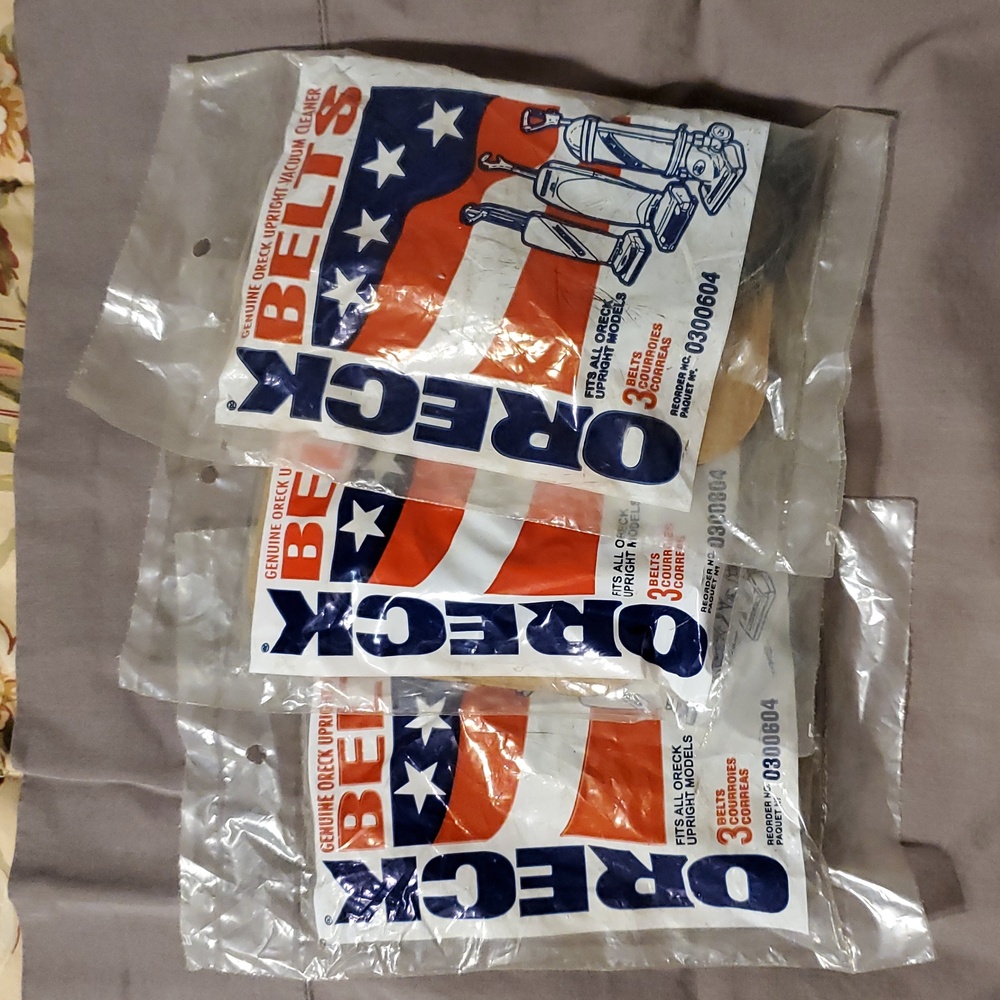 GENUINE ORECK UPRIGHT VACUUM CLEANER
BELTS
ORECK®
FITS ALL ORECK
UPRIGHT MODELS
3 BELTS
COURROIES
CORREAS
REORDER NO.
PAQUET Nº. 0300604
GENUINE ORECK U
BE
ORECK®
FITS ALL ORECK
UPRIGHT MODELS
3 BELTS
COURROIES
CORREAS
REORDER NO.
PAQUET Nº 0300604
GENUINE ORECK UPRIGH
BEL
ORECK®
FITS ALL ORECK
UPRIGHT MODELS
3 BELTS
COURROIES
CORREAS
REORDER NO.
PAQUET Nº 0300604